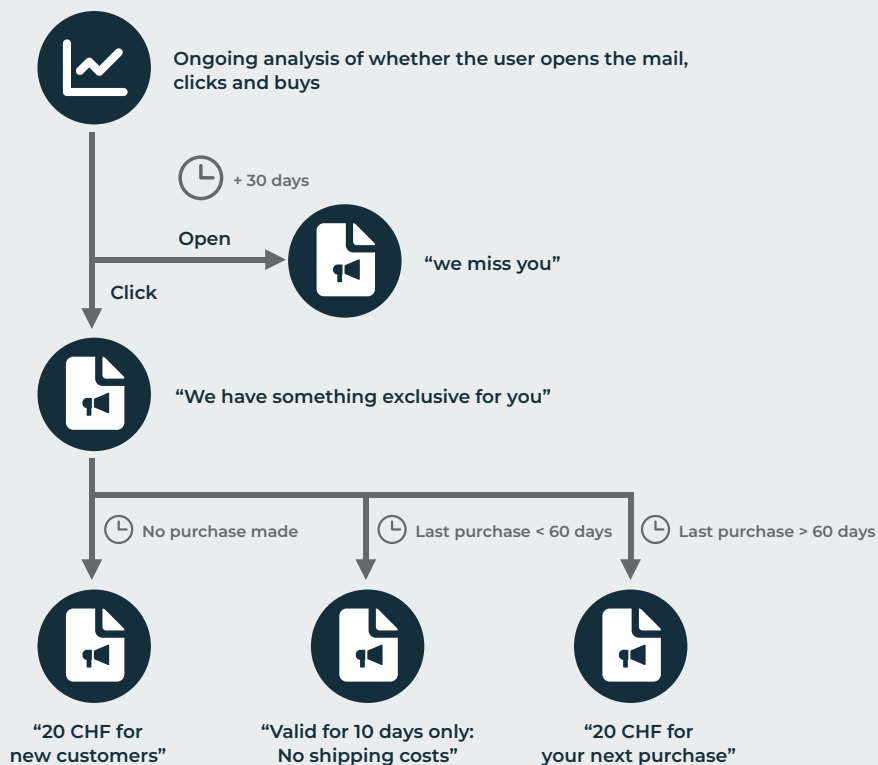 Ongoing analysis of whether the user opens the mail,
clicks and buys
+ 30 days
Open
“we miss you”
Click
“We have something exclusive for you”
No purchase made
Last purchase < 60 days
Last purchase > 60 days
“20 CHF for
new customers”
“Valid for 10 days only:
No shipping costs”
“20 CHF for
your next purchase”